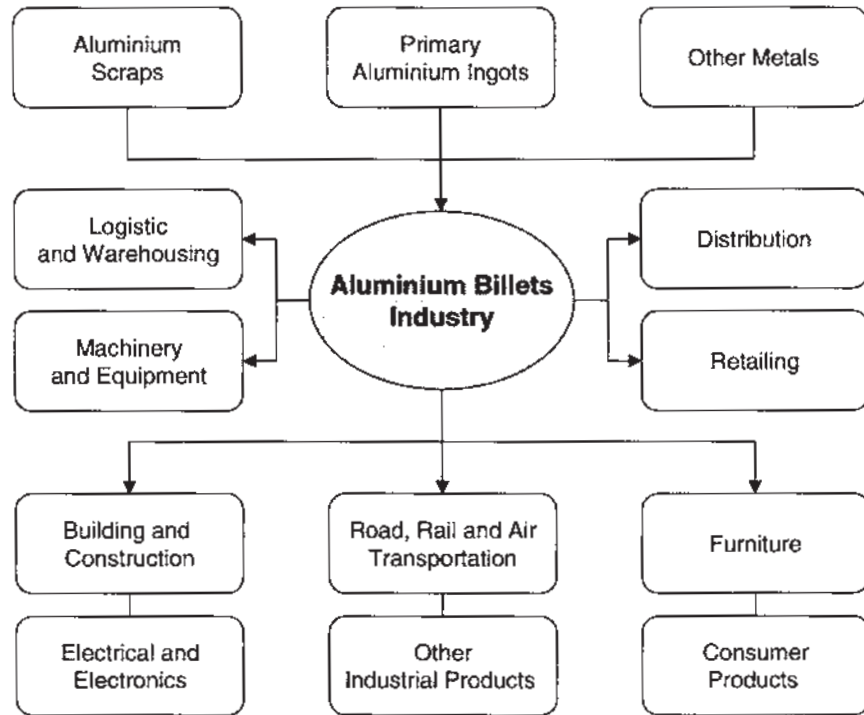 Aluminium
Scraps
Primary
Aluminium Ingots
Other Metals
Logistic
and Warehousing
Aluminium Billets
Industry
Distribution
Machinery
and Equipment
Retailing
Building and
Construction
Road, Rail and Air
Transportation
Furniture
Electrical and
Electronics
Other
Industrial Products
Consumer
Products